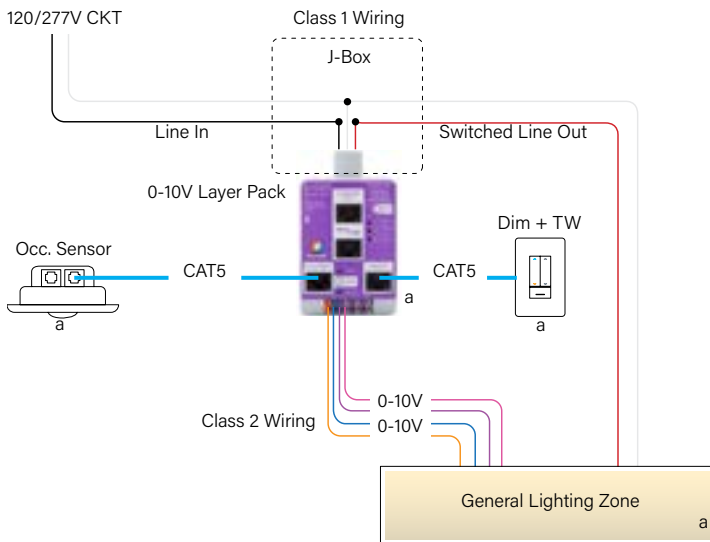 120/277V CKT
Class 1 Wiring
J-Box
Line In
Switched Line Out
0-10V Layer Pack
Dim + TW
Occ. Sensor
CAT5
CAT5
a
a
a
0-10V
Class 2 Wiring
0-10V
General Lighting Zone
a